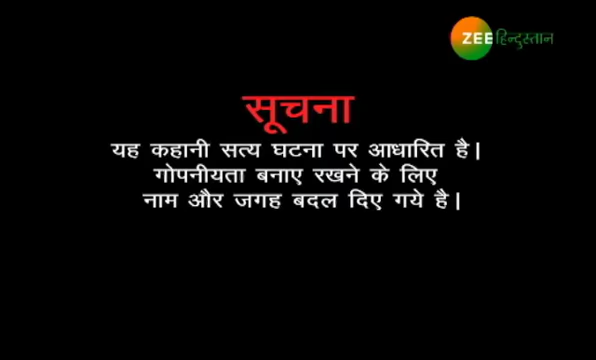 ZEE हिन्दुस्तान
सूचना
यह कहानी सत्य घटना पर आधारित है|
गोपनीयता बनाए रखने के लिए
नाम और जगह बदल दिए गये है|